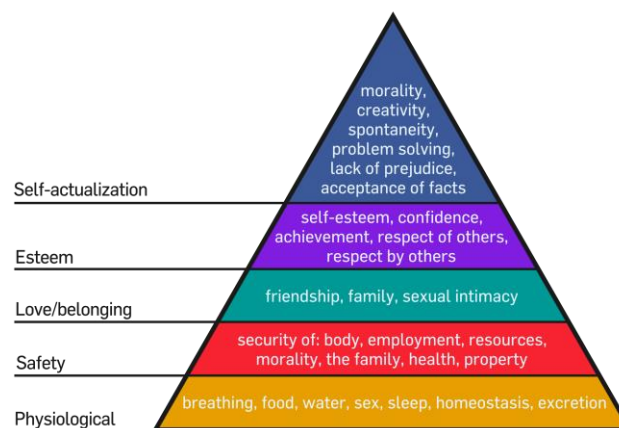 morality,
creativity,
spontaneity,
problem solving,
lack of prejudice,
acceptance of facts
Self-actualization
self-esteem, confidence,
achievement, respect of others,
respect by others
Esteem
friendship, family, sexual intimacy
Love/belonging
security of: body, employment, resources,
morality, the family, health, property
Safety
breathing, food, water, sex, sleep, homeostasis, excretion
Physiological